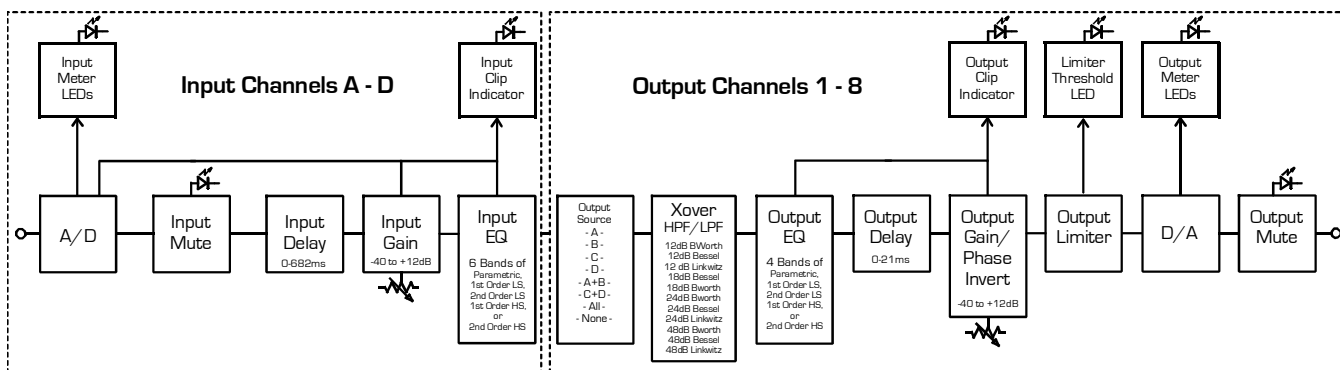 Input
Meter
LEDs
Input Channels A - D
Input
Clip
Indicator
A/D
Input
Mute
Input
Delay
0-682ms
Input
Gain
-40 to +12dB
Input
EQ
6 Bands of
Parametric,
1st Order LS,
2nd Order LS
1st Order HS,
or
2nd Order HS
Output Channels 1 - 8
Output
Clip
Indicator
Limiter
Threshold
LED
Output
Meter
LEDs
Output
Source
- A -
- B -
- C -
- D -
- A+B -
- C+D -
- All -
- None -
Xover
HPF/LPF
12dB BWorth
12dB Bessel
12 dB Linkwitz
18dB Bessel
18dB Bworth
24dB Bworth
24dB Bessel
24dB Linkwitz
48dB Bworth
48dB Bessel
48dB Linkwitz
Output
EQ
4 Bands of
Parametric,
1st Order LS,
2nd Order LS
1st Order HS,
or
2nd Order HS
Output
Delay
0-21ms
Output
Gain/
Phase
Invert
-40 to +12dB
Output
Limiter
D/A
Output
Mute